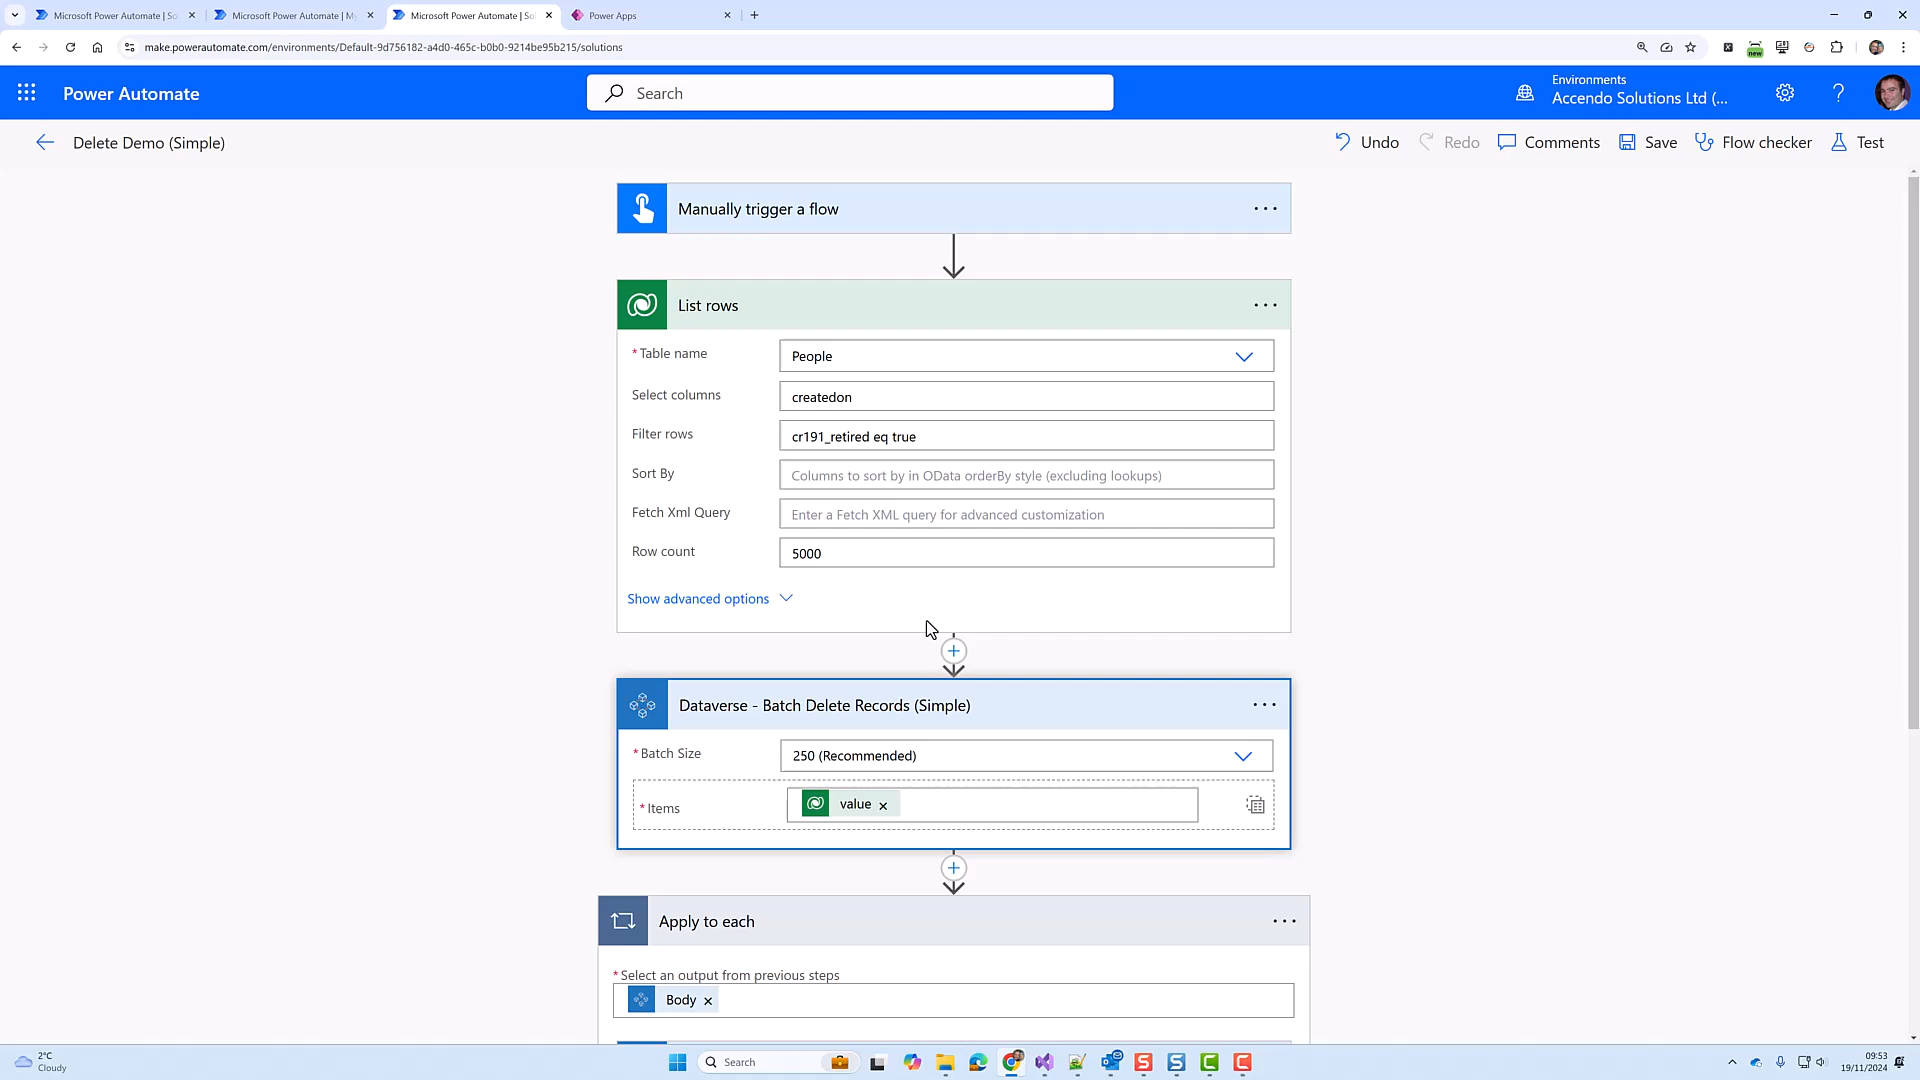 Microsoft Power Automate | Sol
Microsoft Power Automate | My
Microsoft Power Automate | Sol
Power Apps
make.powerautomate.com/environments/Default-9d756182-a4d0-465c-b0b0-9214be95b215/solutions
new
Power Automate
Search
Environments
Accendo Solutions Ltd (...
Delete Demo (Simple)
Undo
Redo
Comments
Save
Flow checker
Test
Manually trigger a flow
List rows
* Table name
People
Select columns
createdon
Filter rows
cr191_retired eq true
Sort By
Columns to sort by in OData orderBy style (excluding lookups)
Fetch Xml Query
Enter a Fetch XML query for advanced customization
Row count
5000
Show advanced options
Dataverse - Batch Delete Records (Simple)
* Batch Size
250 (Recommended)
* Items
value
Apply to each
* Select an output from previous steps
Body
2°C
Cloudy
Search
09:53
19/11/2024